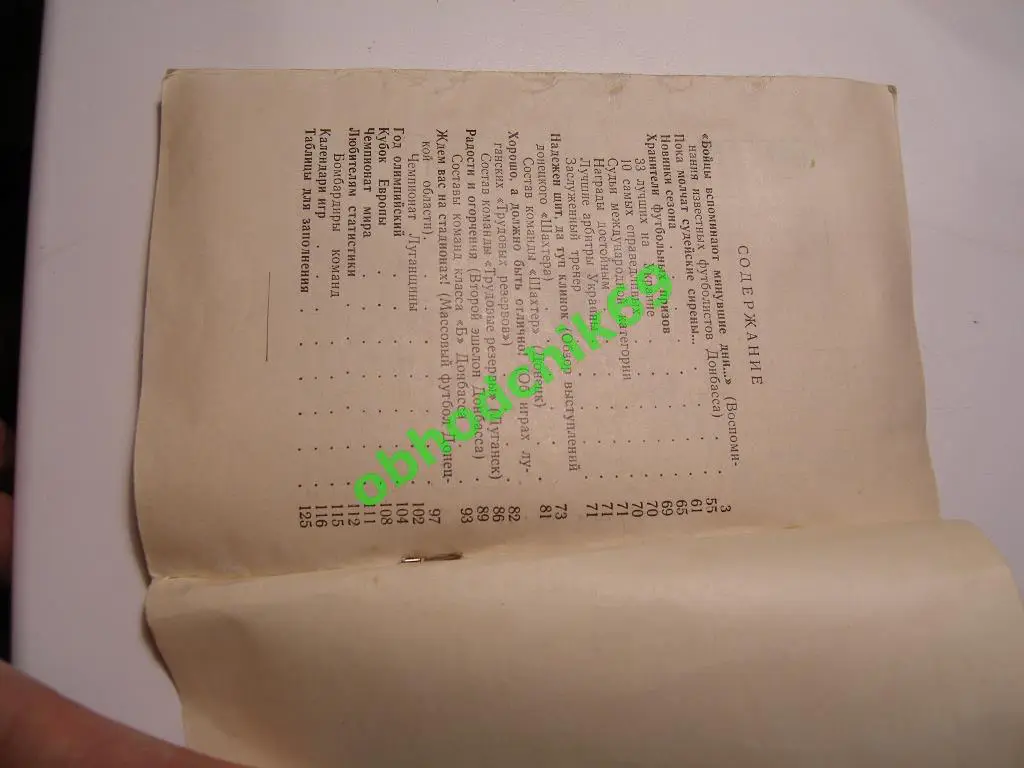 СОДЕРЖАНИЕ
«Бойцы вспоминают минувшие дни...» (Воспоми-
нания известных футболистов Донбасса) . 3
Пока молчат судейские сирены... . . 55
Новинки сезона . . . . . 61
Хранители футбольных призов . . . 65
33 лучших на Украине . . . 69
10 самых справедливых . . . 70
Судьи международной категории . . 70
Награды достойным . . . . 71
Лучшие арбитры Украины . . . 71
Заслуженный тренер . . . . 71
Надежен щит, да туп клинок (Обзор выступлений
донецкого «Шахтера») . . . . 73
Состав команды «Шахтер» (Донецк) . . 81
Хорошо, а должно быть отлично! (Об играх лу-
ганских «Трудовых резервов») . . . 82
Состав команды «Трудовые резервы» (Луганск) 86
Радости и огорчения (Второй эшелон Донбасса) . 89
Составы команд класса «Б» Донбасса . . 93
Ждем вас на стадионах! (Массовый футбол Донец-
кой области). . . . . . 97
Чемпионат Луганщины . . . . 102
Год олимпийский . . . . . 104
Кубок Европы . . . . . 108
Чемпионат мира . . . . . 111
Любителям статистики . . . . 112
Бомбардиры команд . . . . 115
Календари игр . . . . . 116
Таблицы для заполнения . . . . 125
obhodchikoo